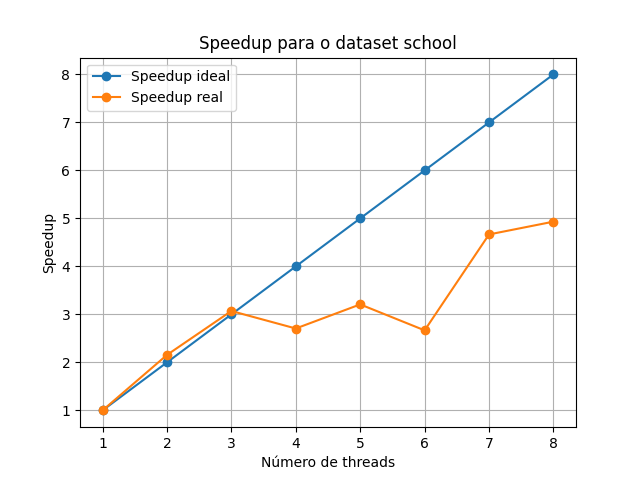 Speedup para o dataset school
Speedup ideal
Speedup real
Speedup
8
7
6
5
4
3
2
1
1 2 3 4 5 6 7 8
Número de threads